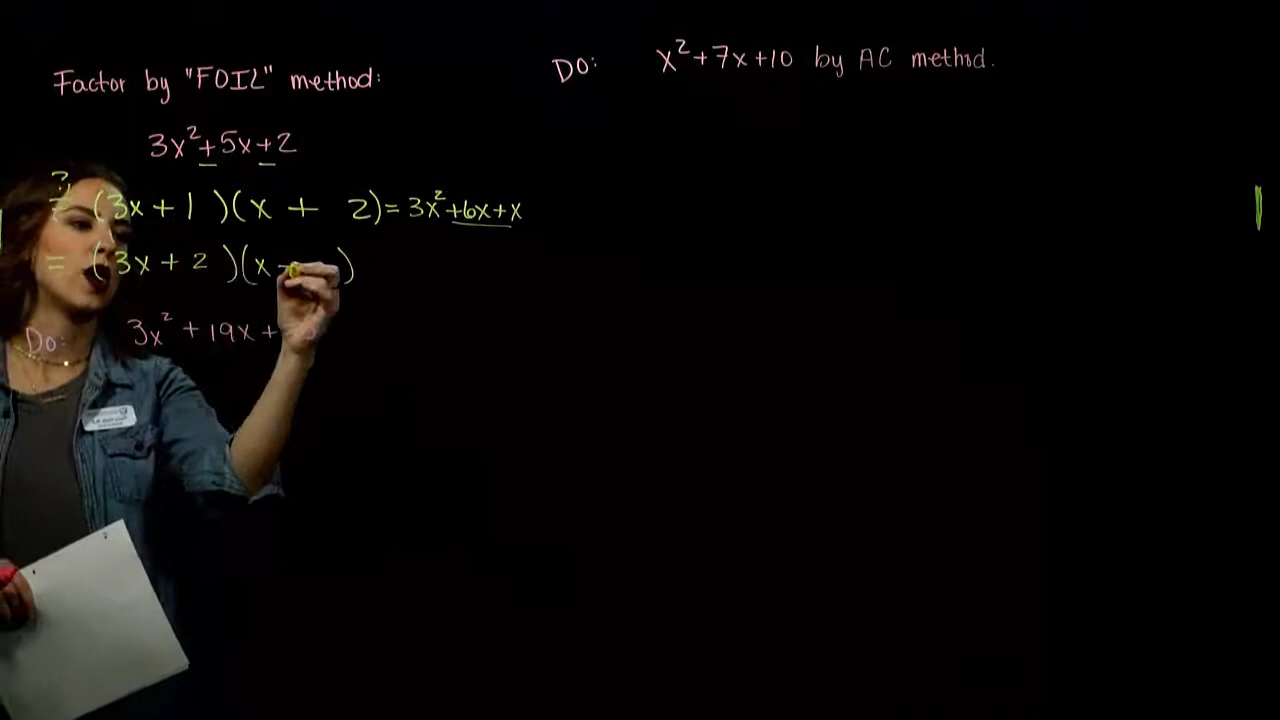 Factor by "FOIL" method:
3x²+5x+2
?
= (3x+1)(x + 2)=3x²+6x+x
= (3x+2)(x )
Do: 3x² + 19x +
DO: x²+7x+10 by AC method.